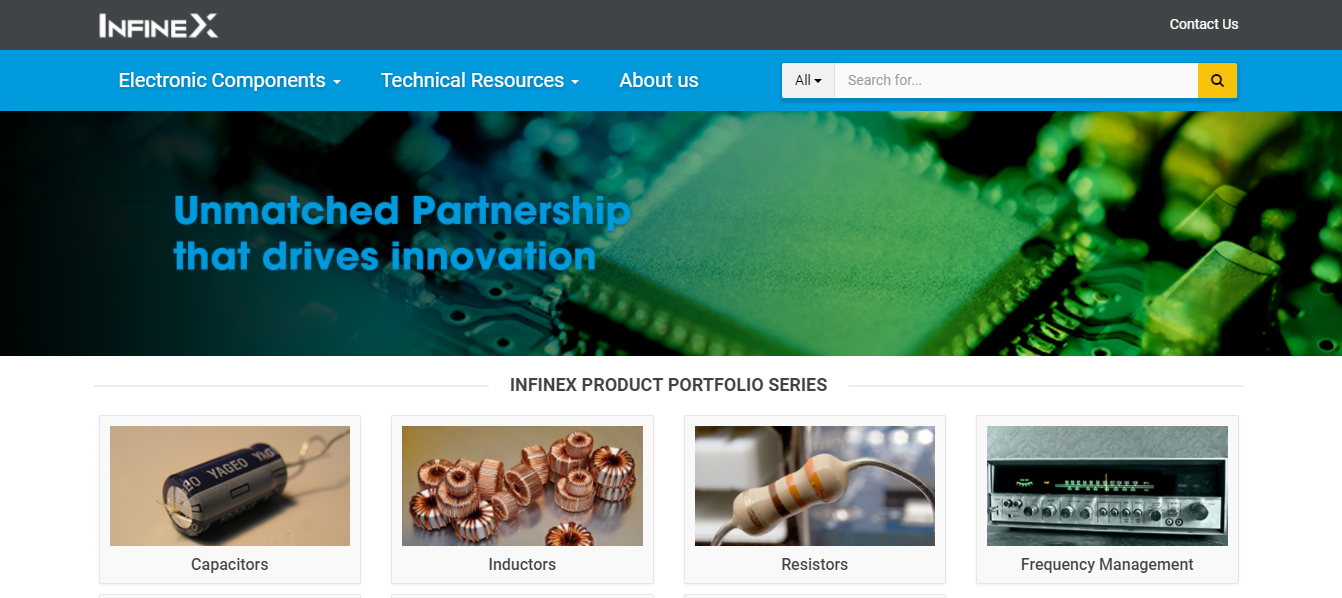 INFINEX
Contact Us
Electronic Components
Technical Resources
About us
All
Search for...
Unmatched Partnership
that drives innovation
INFINEX PRODUCT PORTFOLIO SERIES
YAGEO
Capacitors
Inductors
Resistors
Frequency Management